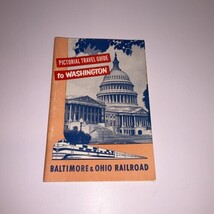 PICTORIAL TRAVEL GUIDE
to WASHINGTON
BALTIMORE & OHIO RAILROAD